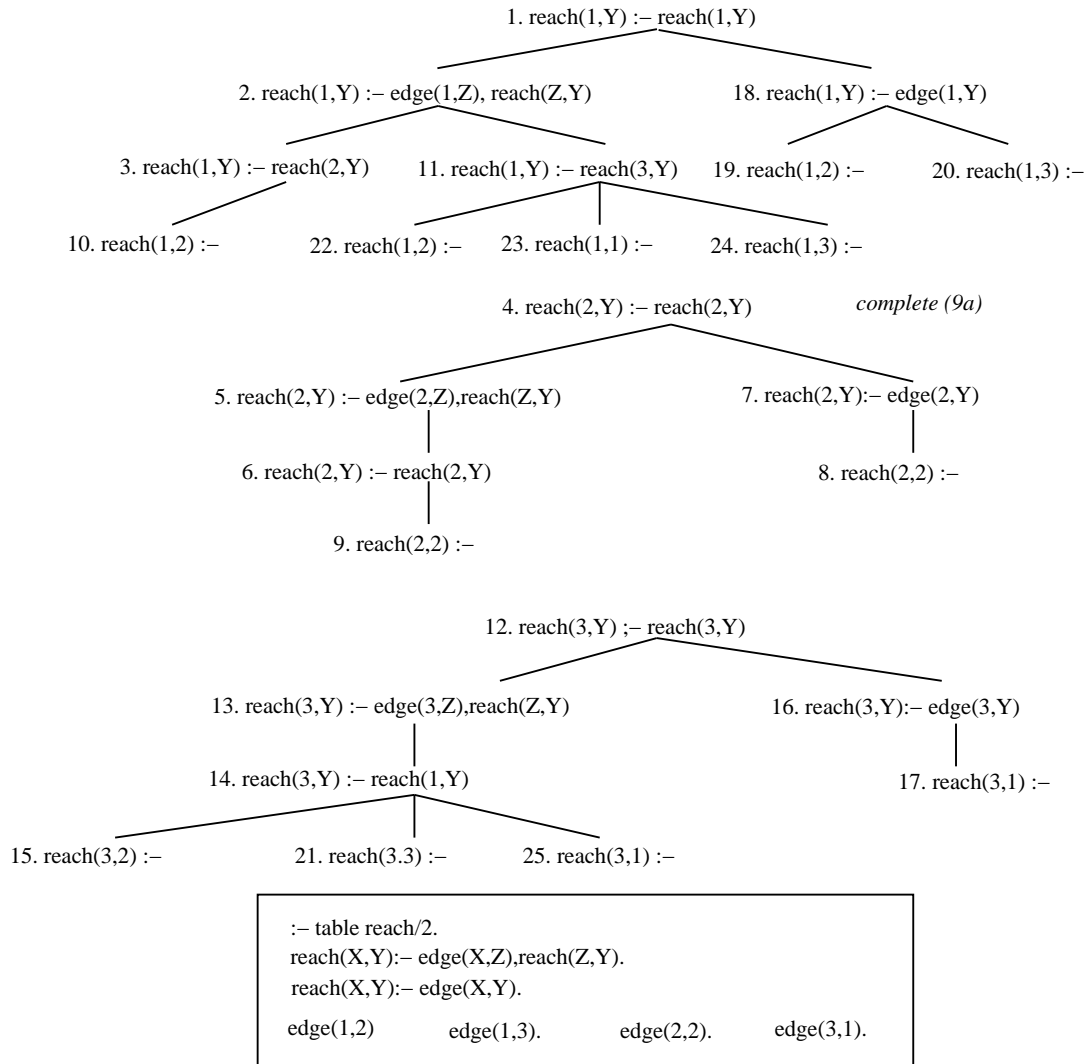 1. reach(1,Y) :− reach(1,Y)
2. reach(1,Y) :− edge(1,Z), reach(Z,Y)
18. reach(1,Y) :− edge(1,Y)
3. reach(1,Y) :− reach(2,Y)
11. reach(1,Y) :− reach(3,Y)
19. reach(1,2) :−
20. reach(1,3) :−
10. reach(1,2) :−
22. reach(1,2) :−
23. reach(1,1) :−
24. reach(1,3) :−
4. reach(2,Y) :− reach(2,Y)
complete (9a)
5. reach(2,Y) :− edge(2,Z),reach(Z,Y)
7. reach(2,Y):− edge(2,Y)
6. reach(2,Y) :− reach(2,Y)
8. reach(2,2) :−
9. reach(2,2) :−
12. reach(3,Y) ;− reach(3,Y)
13. reach(3,Y) :− edge(3,Z),reach(Z,Y)
16. reach(3,Y):− edge(3,Y)
14. reach(3,Y) :− reach(1,Y)
17. reach(3,1) :−
15. reach(3,2) :−
21. reach(3.3) :−
25. reach(3,1) :−
:− table reach/2.
reach(X,Y):− edge(X,Z),reach(Z,Y).
reach(X,Y):− edge(X,Y).
edge(1,2) edge(1,3). edge(2,2). edge(3,1).